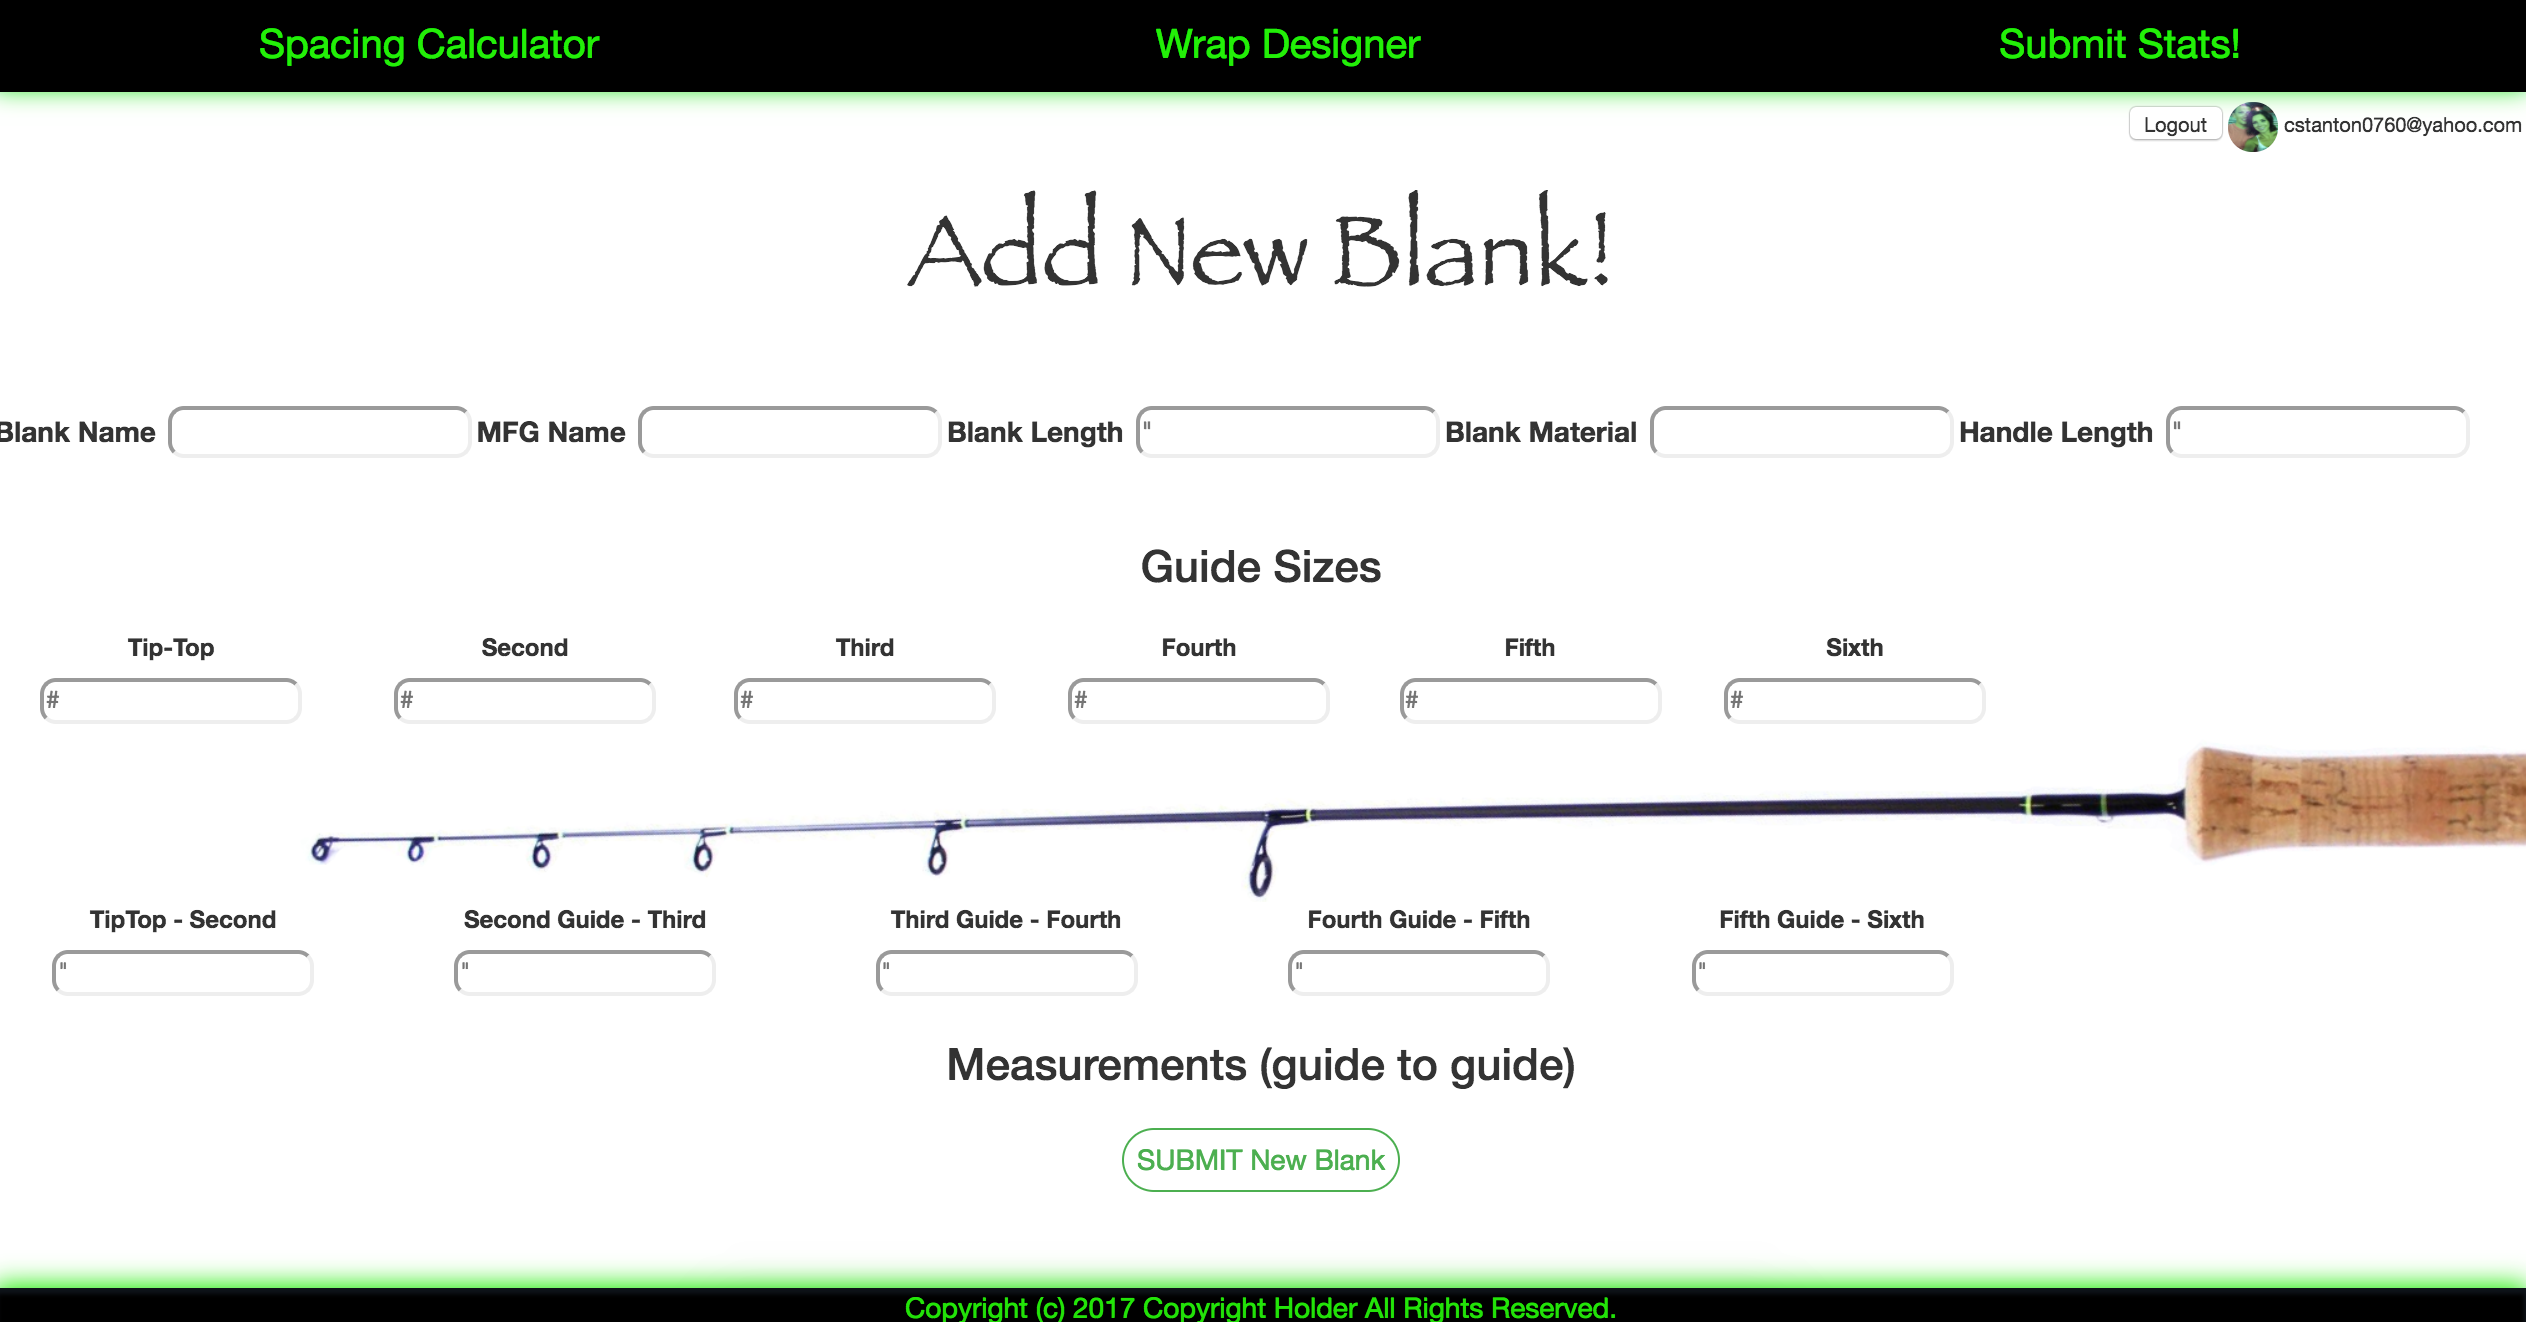 Spacing Calculator Wrap Designer Submit Stats!
Logout cstanton0760@yahoo.com
Add New Blank!
Blank Name MFG Name Blank Length " Blank Material Handle Length "
Guide Sizes
Tip-Top Second Third Fourth Fifth Sixth
# # # # # #
TipTop - Second Second Guide - Third Third Guide - Fourth Fourth Guide - Fifth Fifth Guide - Sixth
" " " " "
Measurements (guide to guide)
SUBMIT New Blank
Copyright (c) 2017 Copyright Holder All Rights Reserved.